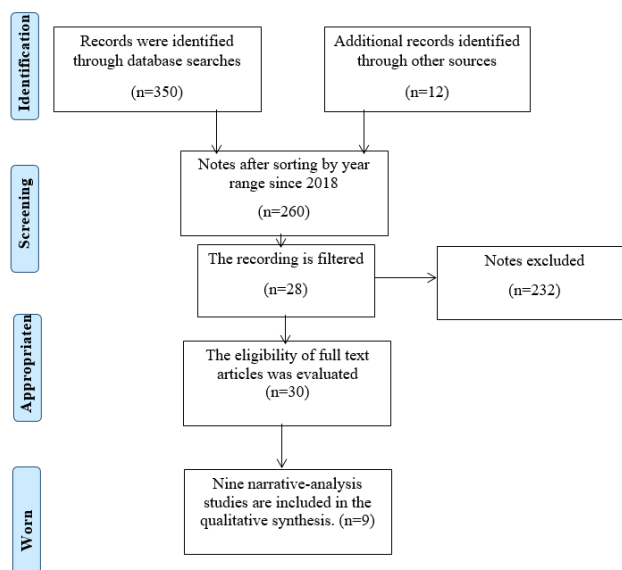 Identification
Records were identified
through database searches
(n=350)
Additional records identified
through other sources
(n=12)
Screening
Notes after sorting by year
range since 2018
(n=260)
The recording is filtered
(n=28)
Notes excluded
(n=232)
Appropriaten
The eligibility of full text
articles was evaluated
(n=30)
Worn
Nine narrative-analysis
studies are included in the
qualitative synthesis. (n=9)